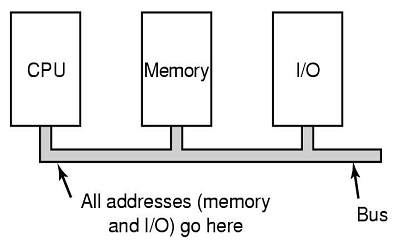 CPU
Memory
I/O
All addresses (memory
and I/O) go here
Bus